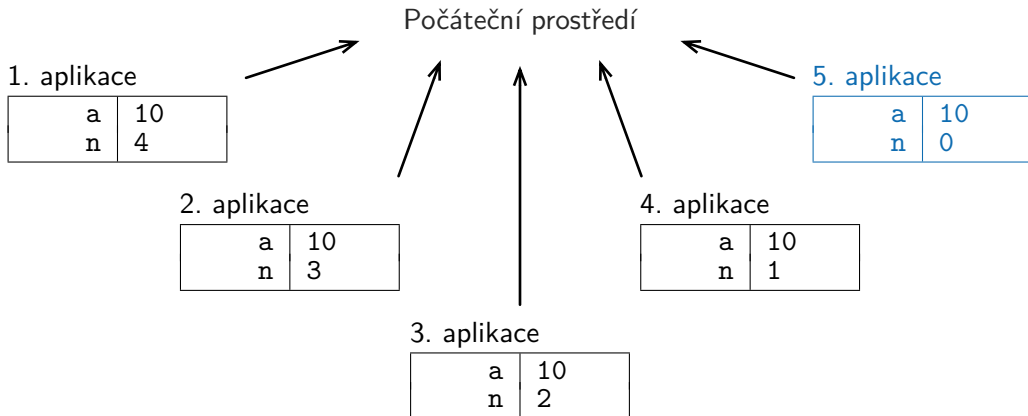 Počáteční prostředí
1. aplikace
a 10
n 4
5. aplikace
a 10
n 0
2. aplikace
a 10
n 3
4. aplikace
a 10
n 1
3. aplikace
a 10
n 2